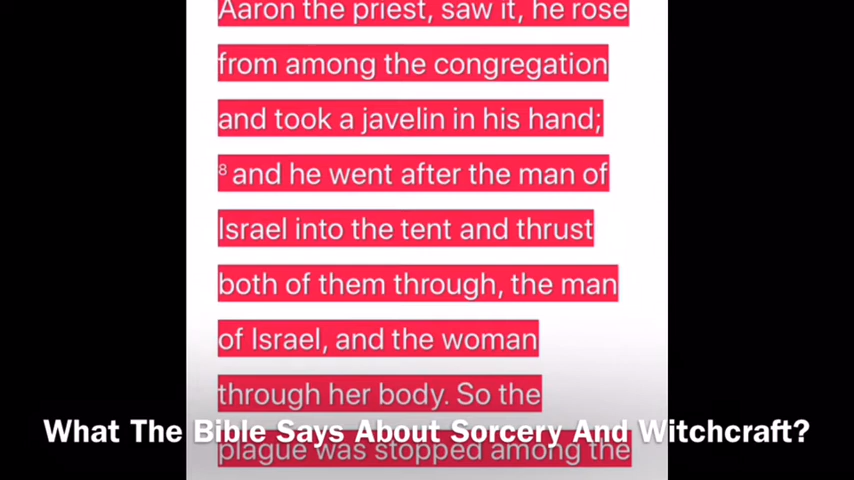 Aaron the priest, saw it, he rose
from among the congregation
and took a javelin in his hand;
8 and he went after the man of
Israel into the tent and thrust
both of them through, the man
of Israel, and the woman
through her body. So the
What The Bible Says About Sorcery And Witchcraft?
plague was stopped among the